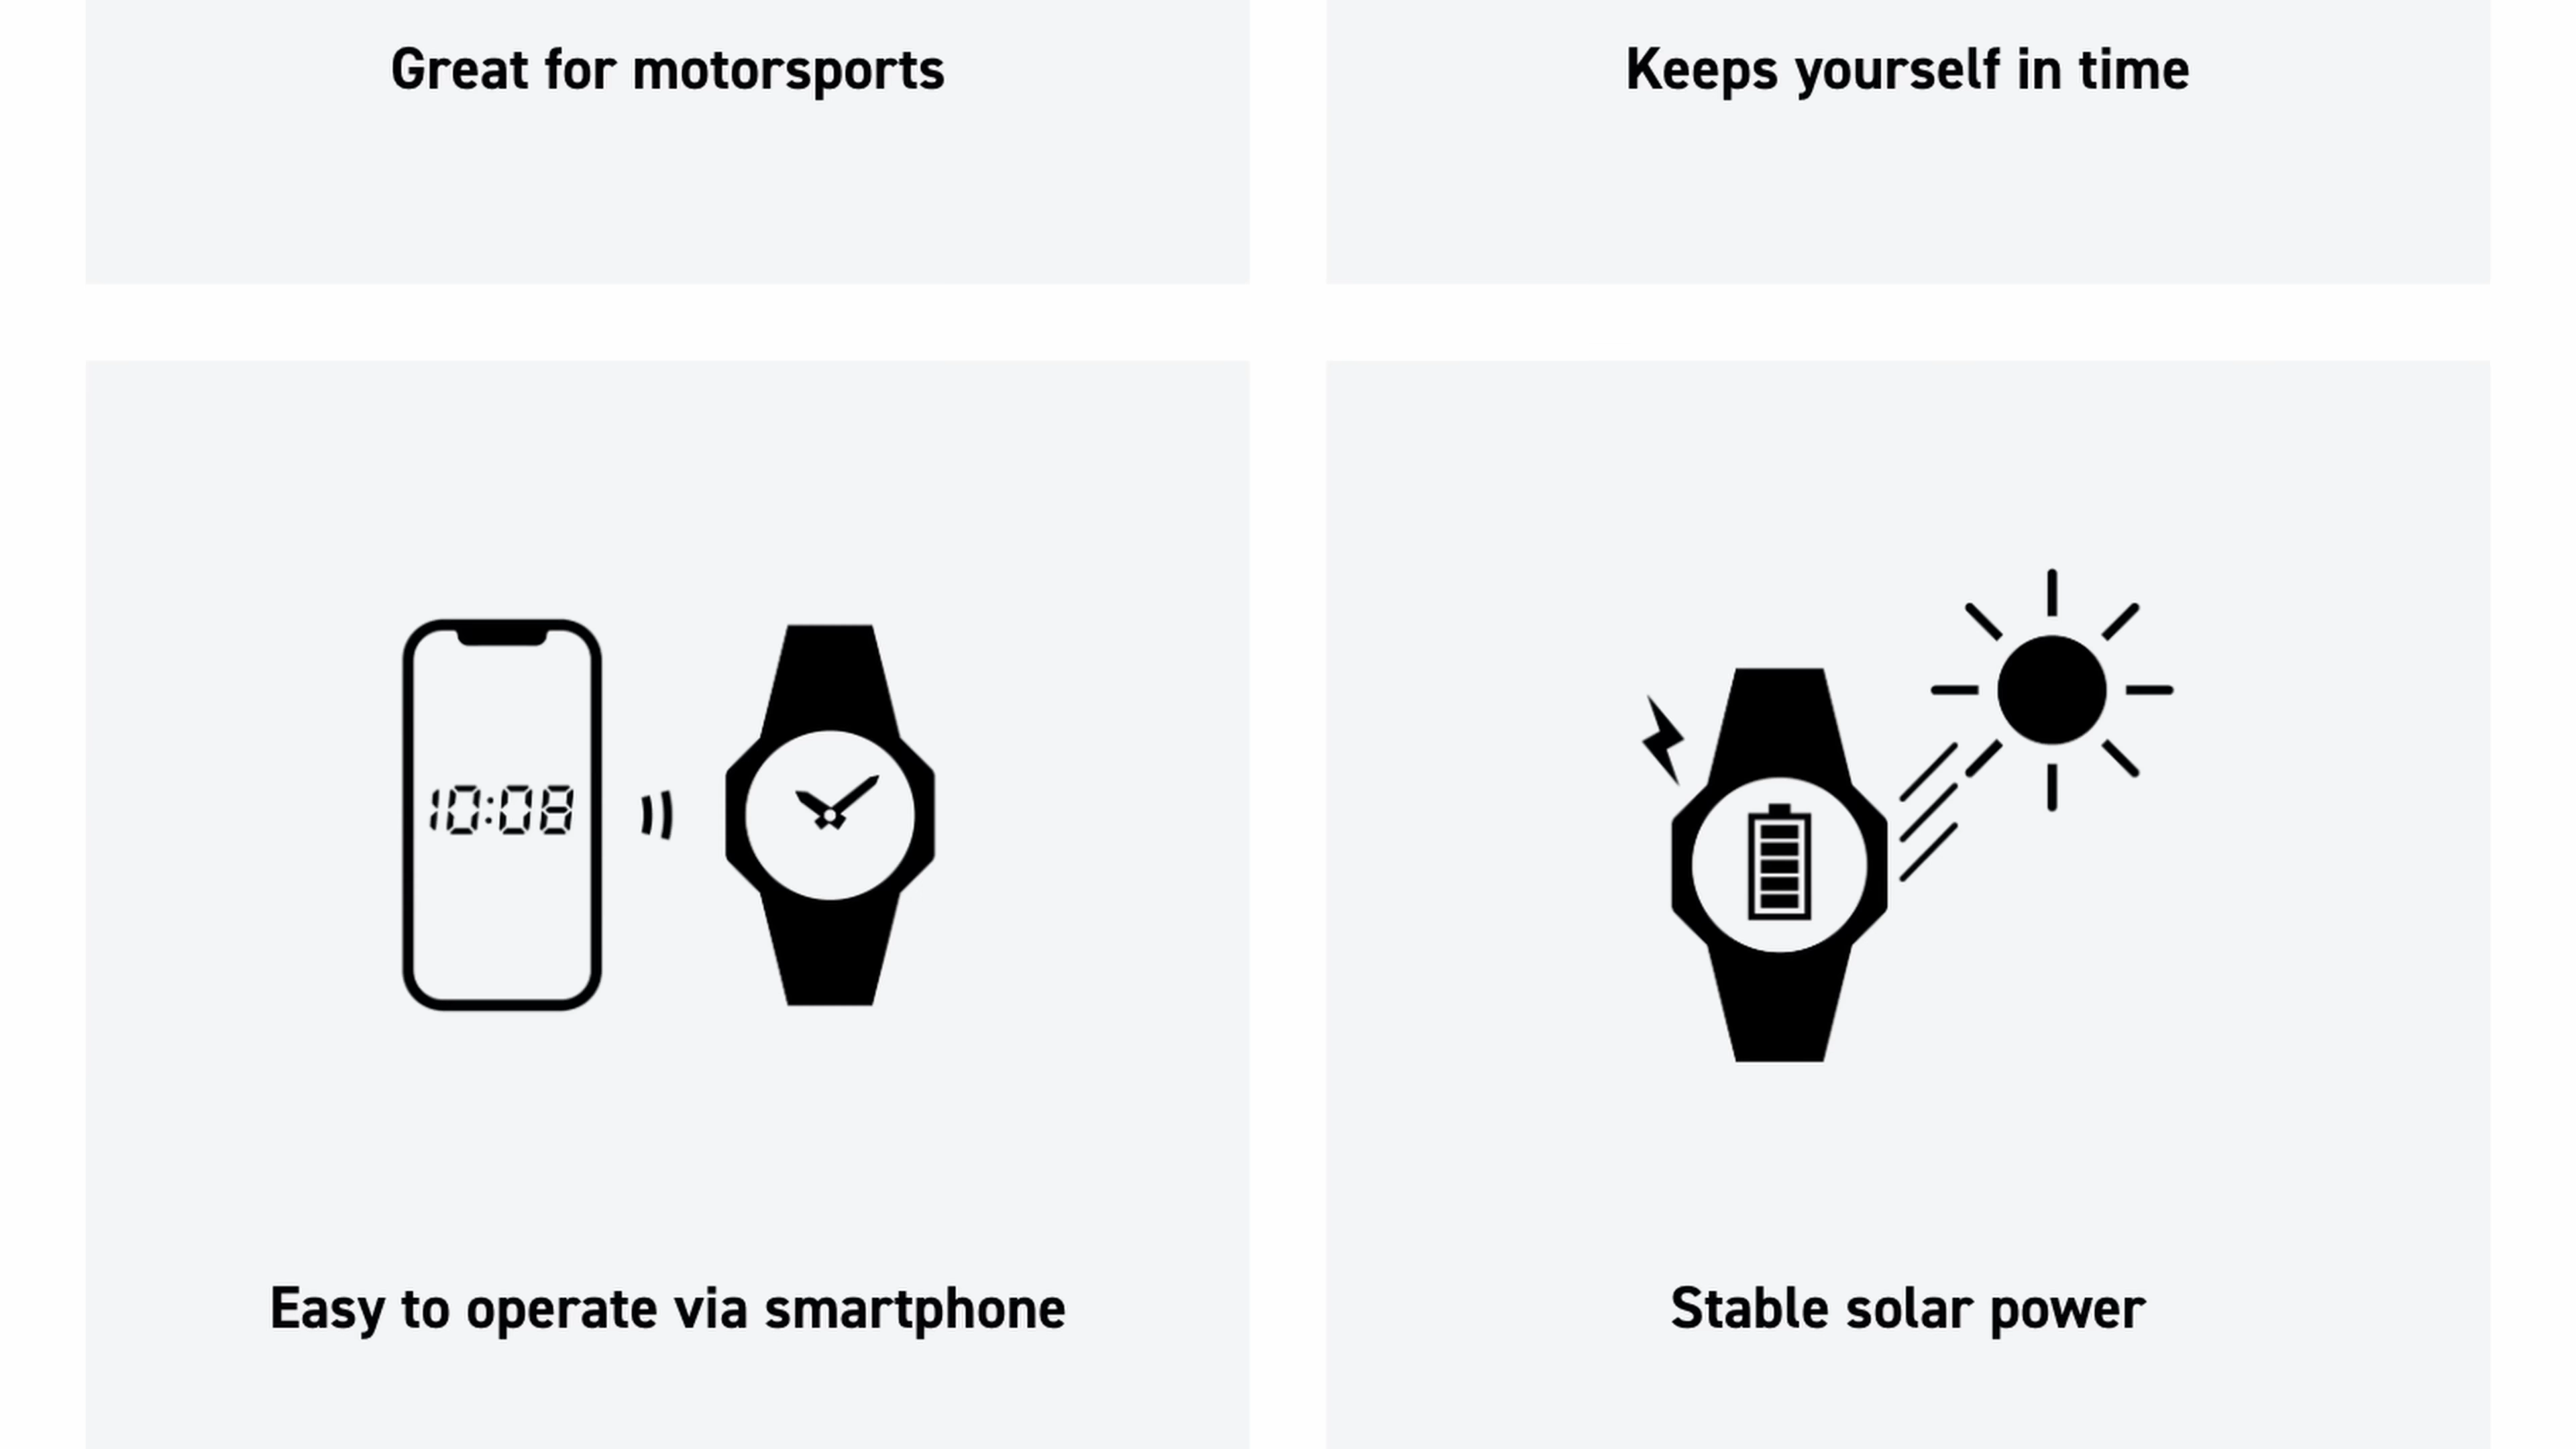 Great for motorsports
Keeps yourself in time
10:08
Easy to operate via smartphone
Stable solar power